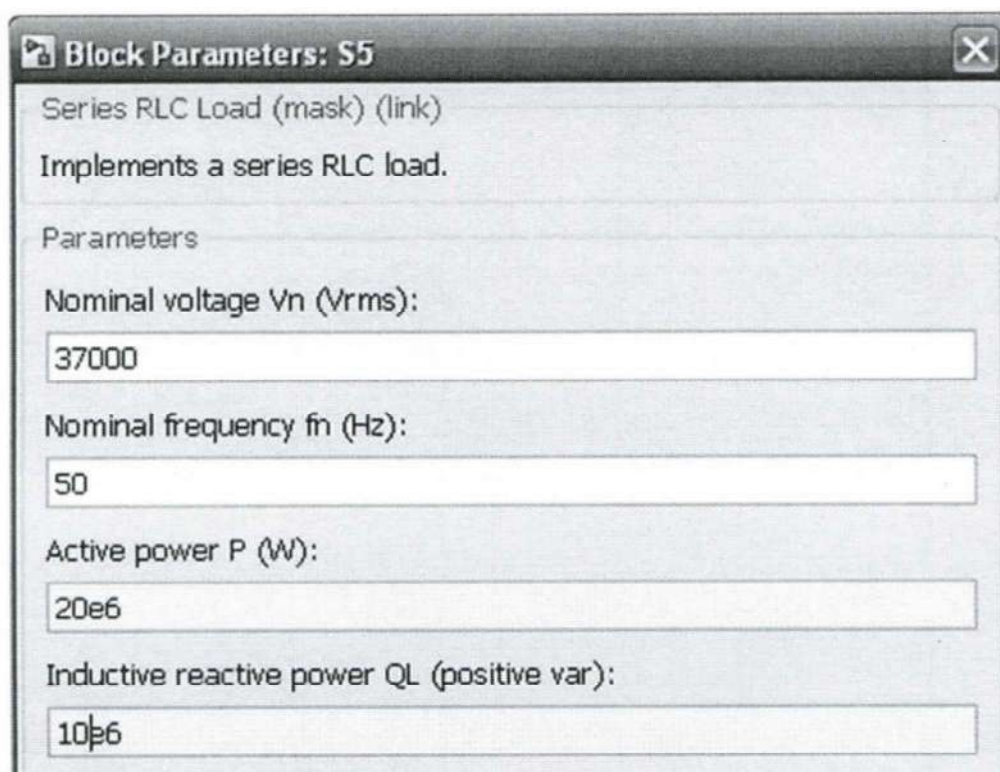 Block Parameters: S5
Series RLC Load (mask) (link)
Implements a series RLC load.
Parameters
Nominal voltage Vn (Vrms):
37000
Nominal frequency fn (Hz):
50
Active power P (W):
20e6
Inductive reactive power QL (positive var):
10e6